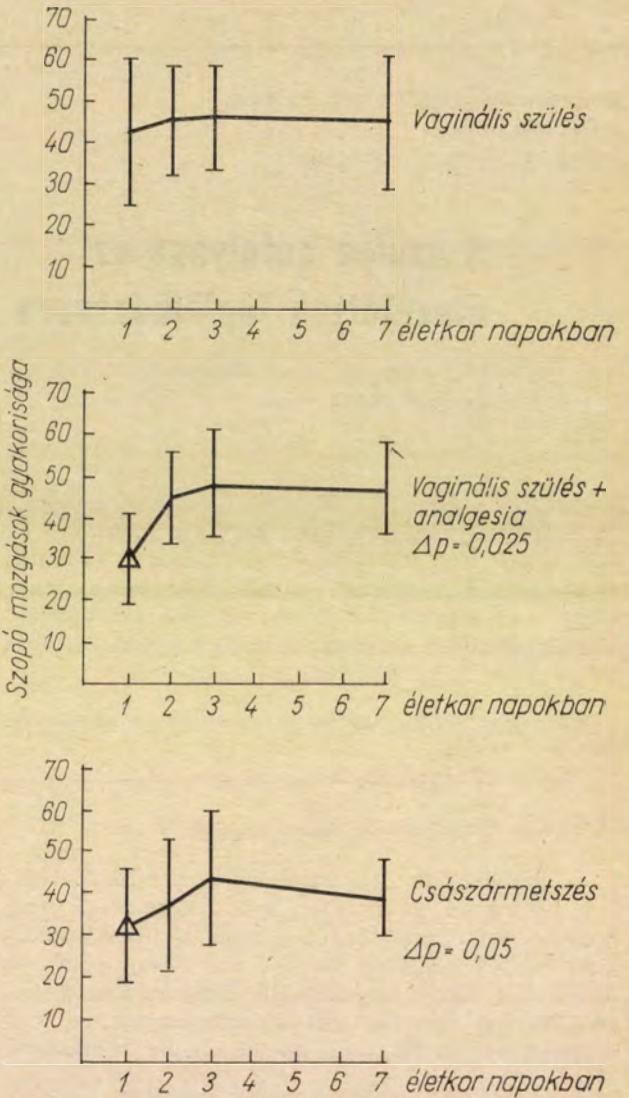 Szopó mozgások gyakorisága
70
60
50
40
30
20
10
Vaginális szülés
1 2 3 4 5 6 7 életkor napokban
70
60
50
40
30
20
10
Vaginális szülés +
analgesia
Δp = 0,025
1 2 3 4 5 6 7 életkor napokban
70
60
50
40
30
20
10
Császármetszés
Δp = 0,05
1 2 3 4 5 6 7 életkor napokban